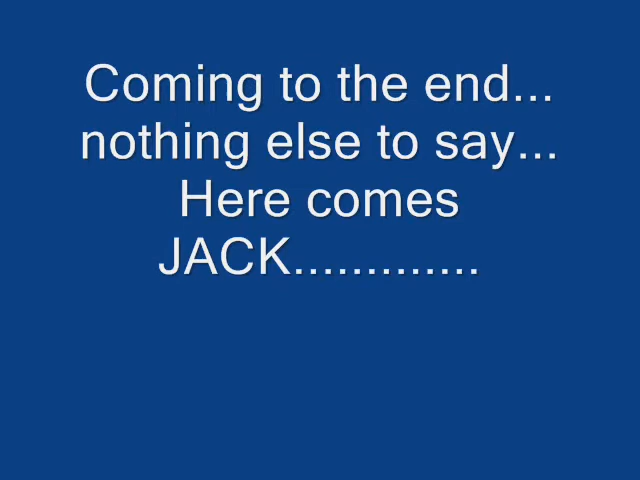 Coming to the end...
nothing else to say...
Here comes
JACK.............